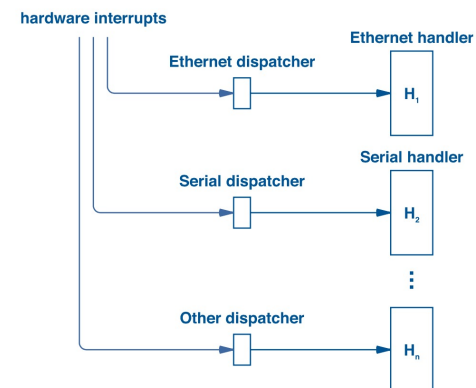 hardware interrupts
Ethernet handler
Ethernet dispatcher
H₁
Serial handler
Serial dispatcher
H₂
⋮
Other dispatcher
Hₙ